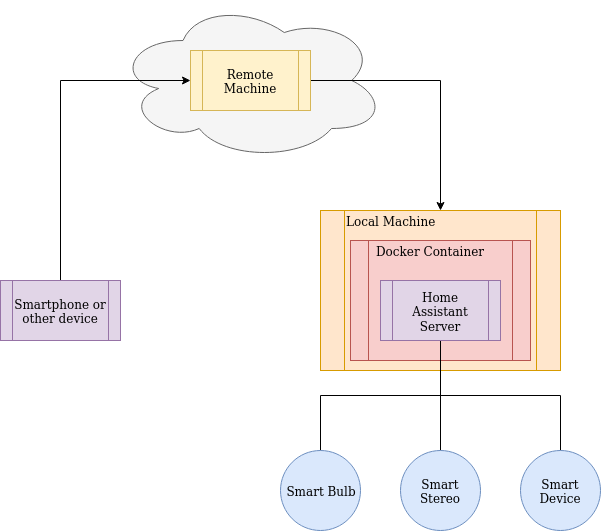 Remote
Machine
Local Machine
Docker Container
Home
Assistant
Server
Smartphone or
other device
Smart Bulb
Smart
Stereo
Smart
Device